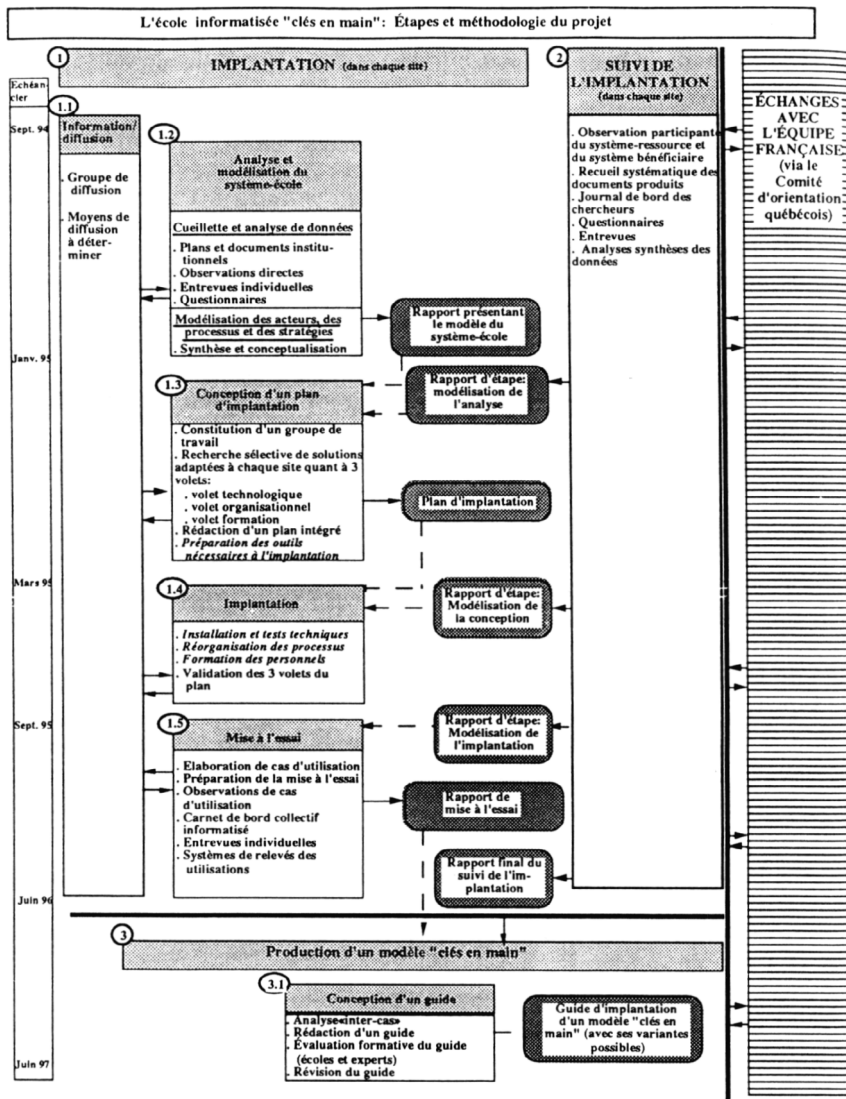 L'école informatisée "clés en main": Étapes et méthodologie du projet
1
IMPLANTATION (dans chaque site)
2
SUIVI DE
L'IMPLANTATION
(dans chaque site)
Echéan-
cier
Sept. 94
Janv. 95
Mars 95
Sept. 95
Juin 96
Juin 97
1.1
Information/
diffusion
. Groupe de
diffusion
. Moyens de
diffusion
à déter-
miner
1.2
Analyse et
modélisation du
système-école
Cueillette et analyse de données
. Plans et documents institu-
tionnels
. Observations directes
. Entrevues individuelles
. Questionnaires
Modélisation des acteurs, des
processus et des stratégies
. Synthèse et conceptualisation
Rapport présentant
le modèle du
système-école
Rapport d'étape:
modélisation de
l'analyse
1.3
Conception d'un plan
d'implantation
. Constitution d'un groupe de
travail
. Recherche sélective de solutions
adaptées à chaque site quant à 3
volets:
. volet technologique
. volet organisationnel
. volet formation
. Rédaction d'un plan intégré
. Préparation des outils
nécessaires à l'implantation
Plan d'implantation
1.4
Implantation
. Installation et tests techniques
. Réorganisation des processus
. Formation des personnels
. Validation des 3 volets du
plan
Rapport d'étape:
Modélisation de
la conception
1.5
Mise à l'essai
. Elaboration de cas d'utilisation
. Préparation de la mise à l'essai
. Observations de cas
d'utilisation
. Carnet de bord collectif
informatisé
. Entrevues individuelles
. Systèmes de relevés des
utilisations
Rapport d'étape:
Modélisation de
l'implantation
Rapport de
mise à l'essai
Rapport final du
suivi de l'im-
plantation
. Observation participante
du système-ressource et
du système bénéficiaire
. Recueil systématique des
documents produits
. Journal de bord des
chercheurs
. Questionnaires
. Entrevues
. Analyses synthèses des
données
ÉCHANGES
AVEC
L'ÉQUIPE
FRANÇAISE
(via le
Comité
d'orientation
québécois)
3
Production d'un modèle "clés en main"
3.1
Conception d'un guide
. Analyse«inter-cas»
. Rédaction d'un guide
. Évaluation formative du guide
(écoles et experts)
. Révision du guide
Guide d'implantation
d'un modèle "clés en
main" (avec ses variantes
possibles)